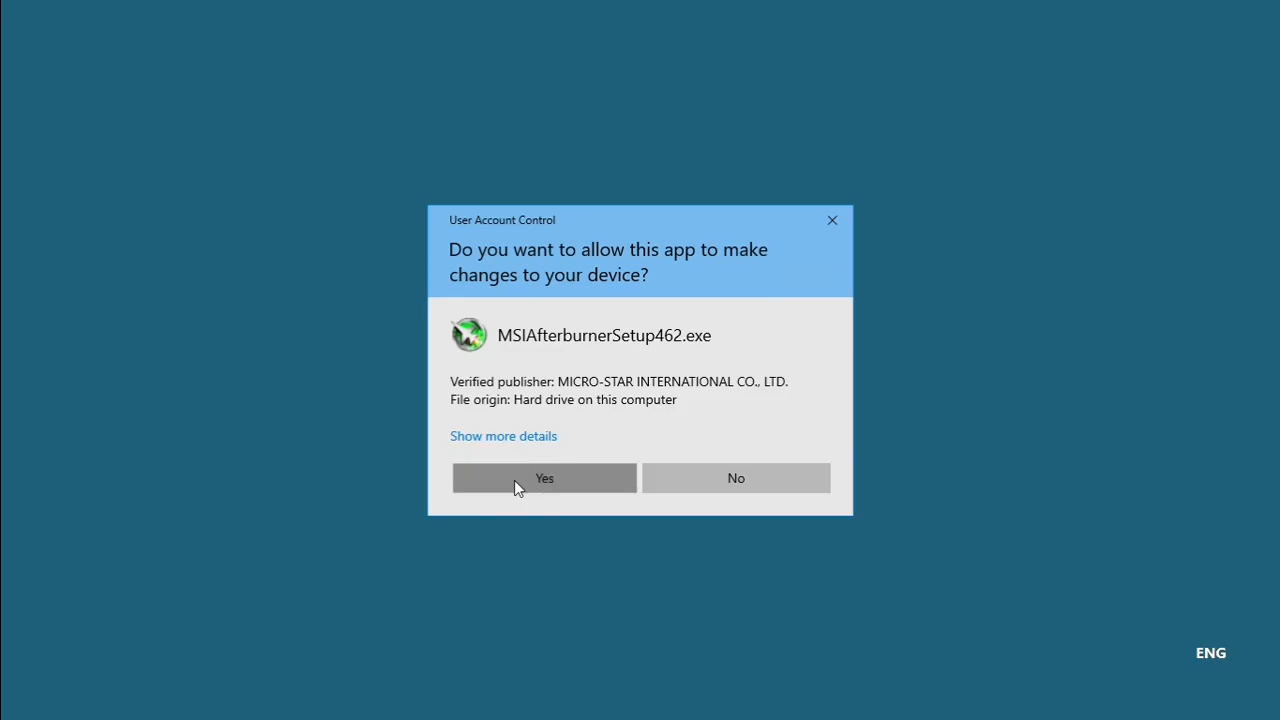 User Account Control
Do you want to allow this app to make
changes to your device?
MSIAfterburnerSetup462.exe
Verified publisher: MICRO-STAR INTERNATIONAL CO., LTD.
File origin: Hard drive on this computer
Show more details
Yes
No
ENG